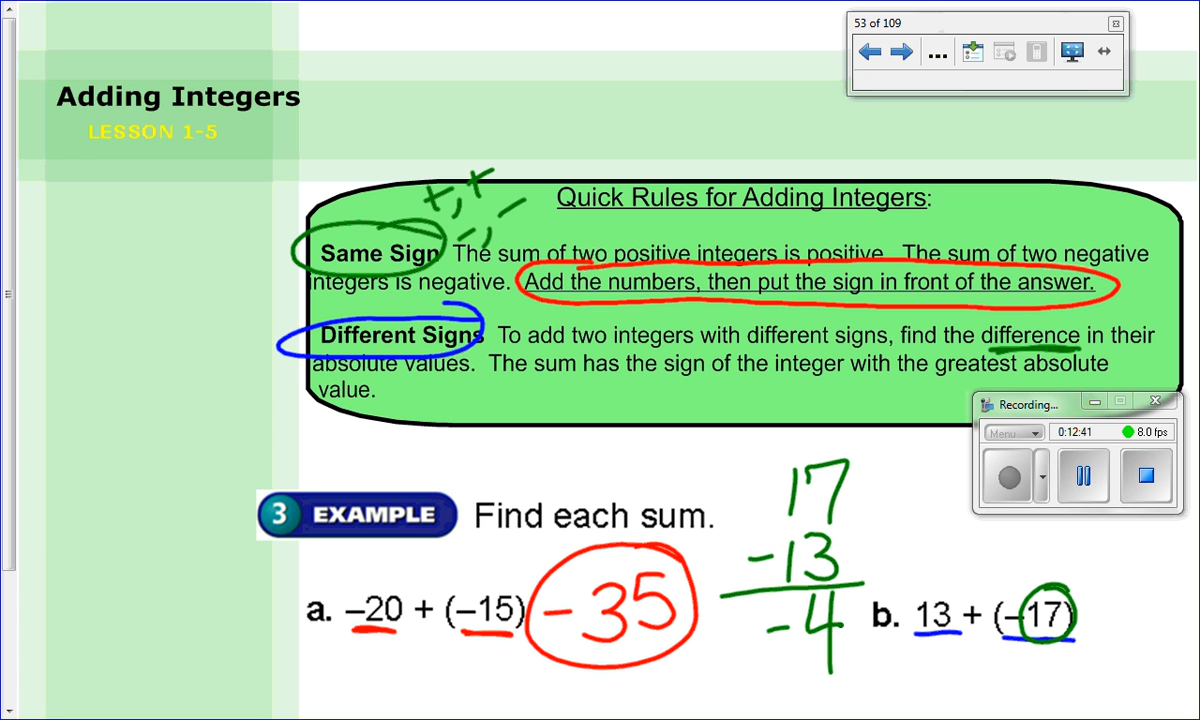 53 of 109
Adding Integers
LESSON 1-5
+, +
-, -
Quick Rules for Adding Integers:
Same Sign The sum of two positive integers is positive. The sum of two negative
integers is negative. Add the numbers, then put the sign in front of the answer.
Different Signs To add two integers with different signs, find the difference in their
absolute values. The sum has the sign of the integer with the greatest absolute
value.
Recording...
Menu 0:12:41 8.0 fps
3 EXAMPLE Find each sum.
17
-13
-4
a. –20 + (–15) -35
b. 13 + (–17)